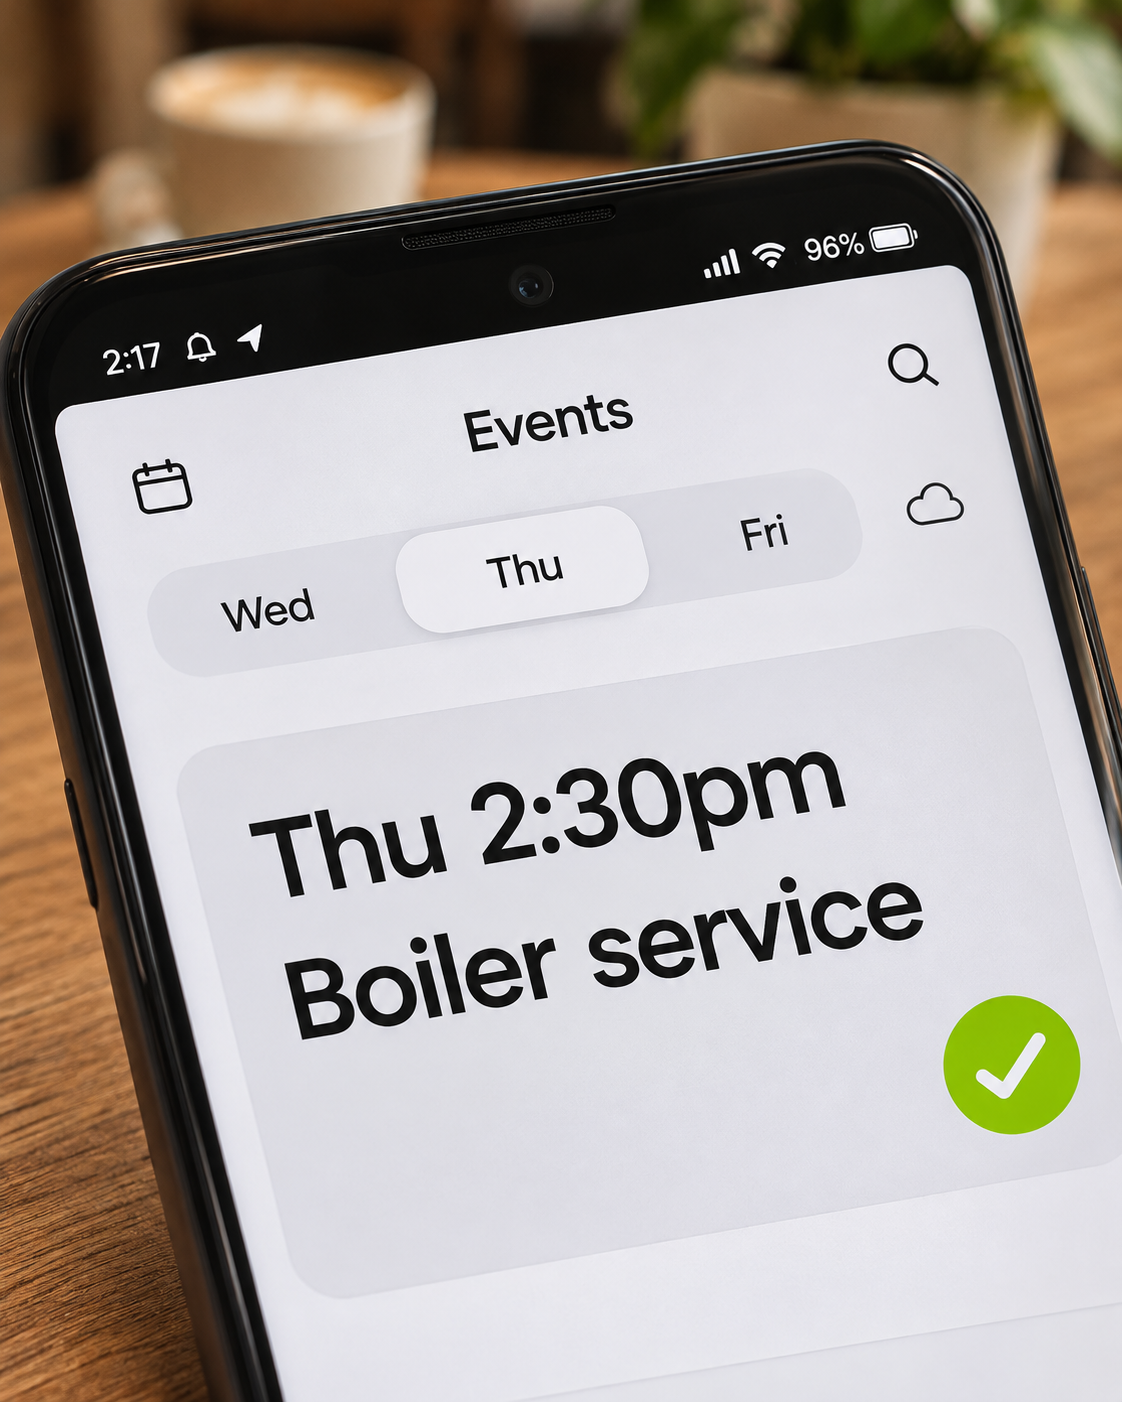 2:17 96%
Events
Wed Thu Fri
Thu 2:30pm
Boiler service